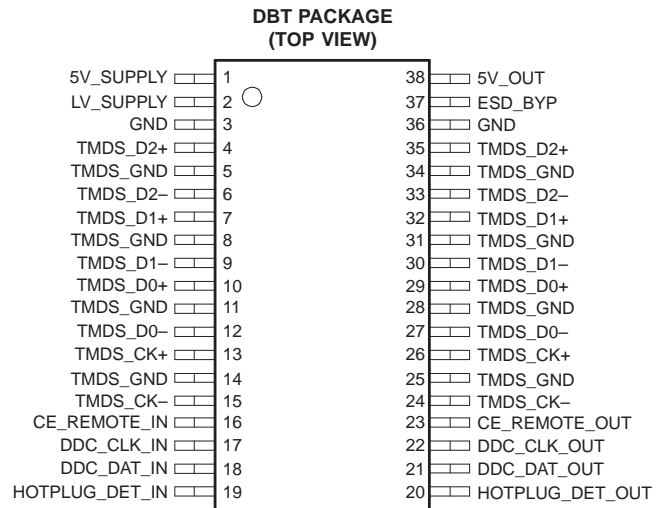 DBT PACKAGE
(TOP VIEW)
5V_SUPPLY 1 38 5V_OUT
LV_SUPPLY 2 37 ESD_BYP
GND 3 36 GND
TMDS_D2+ 4 35 TMDS_D2+
TMDS_GND 5 34 TMDS_GND
TMDS_D2– 6 33 TMDS_D2–
TMDS_D1+ 7 32 TMDS_D1+
TMDS_GND 8 31 TMDS_GND
TMDS_D1– 9 30 TMDS_D1–
TMDS_D0+ 10 29 TMDS_D0+
TMDS_GND 11 28 TMDS_GND
TMDS_D0– 12 27 TMDS_D0–
TMDS_CK+ 13 26 TMDS_CK+
TMDS_GND 14 25 TMDS_GND
TMDS_CK– 15 24 TMDS_CK–
CE_REMOTE_IN 16 23 CE_REMOTE_OUT
DDC_CLK_IN 17 22 DDC_CLK_OUT
DDC_DAT_IN 18 21 DDC_DAT_OUT
HOTPLUG_DET_IN 19 20 HOTPLUG_DET_OUT